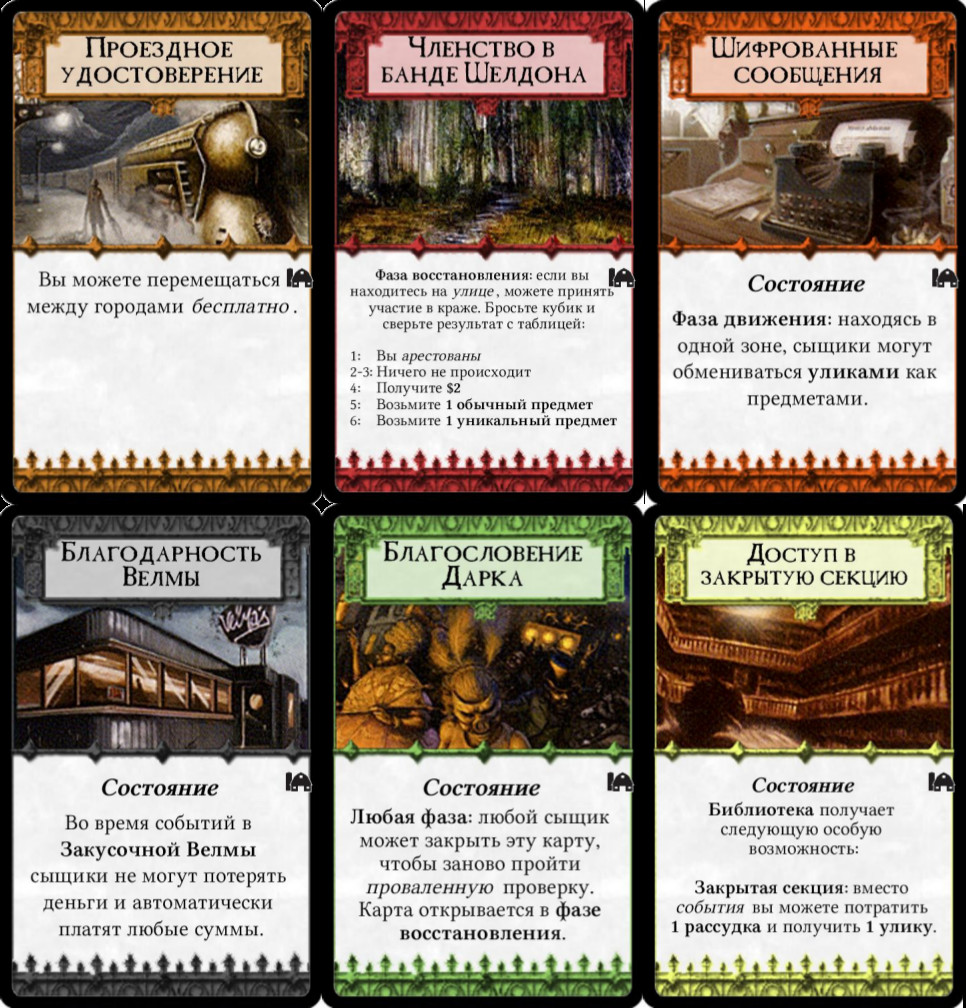 Проездное
удостоверение
Вы можете перемещаться
между городами бесплатно .
Членство в
банде Шелдона
Фаза восстановления: если вы
находитесь на улице , можете принять
участие в краже. Бросьте кубик и
сверьте результат с таблицей:
1: Вы арестованы
2-3: Ничего не происходит
4: Получите $2
5: Возьмите 1 обычный предмет
6: Возьмите 1 уникальный предмет
Шифрованные
сообщения
Состояние
Фаза движения: находясь в
одной зоне, сыщики могут
обмениваться уликами как
предметами.
Благодарность
Велмы
Velma's
Состояние
Во время событий в
Закусочной Велмы
сыщики не могут потерять
деньги и автоматически
платят любые суммы.
Благословение
Дарка
Состояние
Любая фаза: любой сыщик
может закрыть эту карту,
чтобы заново пройти
проваленную проверку.
Карта открывается в фазе
восстановления.
Доступ в
закрытую секцию
Состояние
Библиотека получает
следующую особую
возможность:
Закрытая секция: вместо
события вы можете потратить
1 рассудка и получить 1 улику.